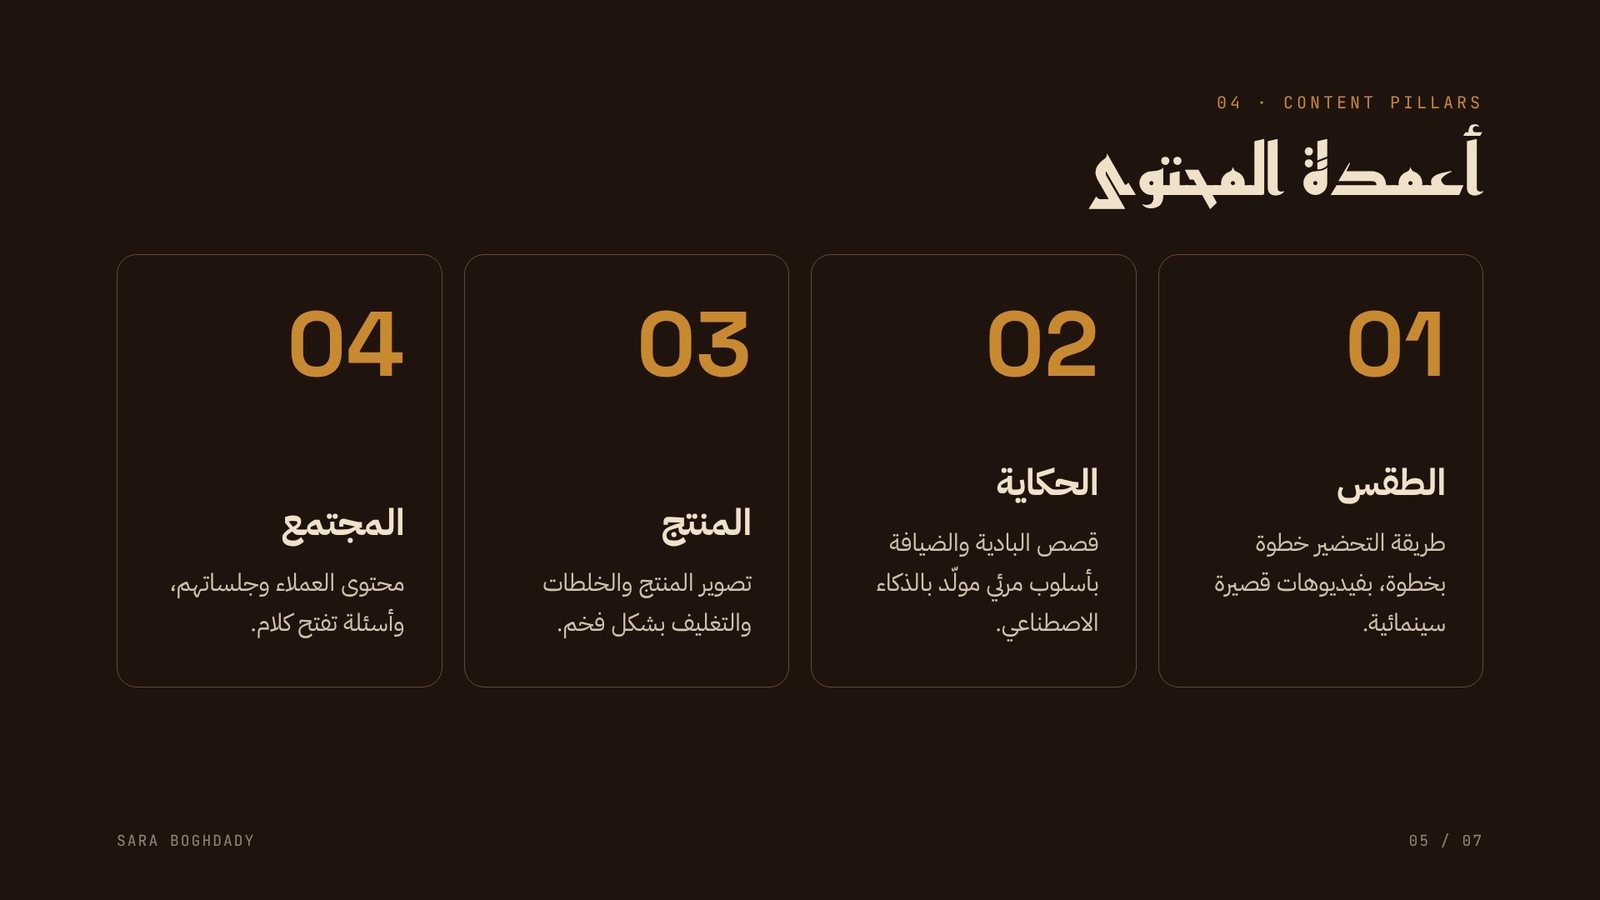 04 · CONTENT PILLARS
أعمدة المحتوى
01
الطقس
طريقة التحضير خطوة
بخطوة، بفيديوهات قصيرة
سينمائية.
02
الحكاية
قصص البادية والضيافة
بأسلوب مرئي مولّد بالذكاء
الاصطناعي.
03
المنتج
تصوير المنتج والخلطات
والتغليف بشكل فخم.
04
المجتمع
محتوى العملاء وجلساتهم،
وأسئلة تفتح كلام.
SARA BOGHDADY
05 / 07